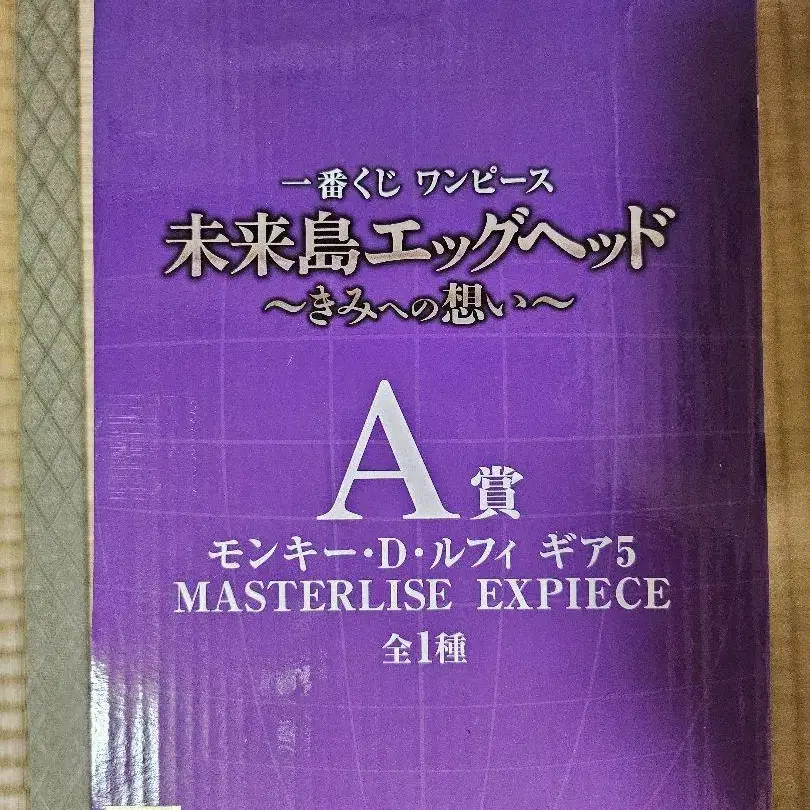 一番くじ ワンピース
未来島エッグヘッド
～きみへの想い～
A賞
モンキー・D・ルフィ ギア5
MASTERLISE EXPIECE
全1種